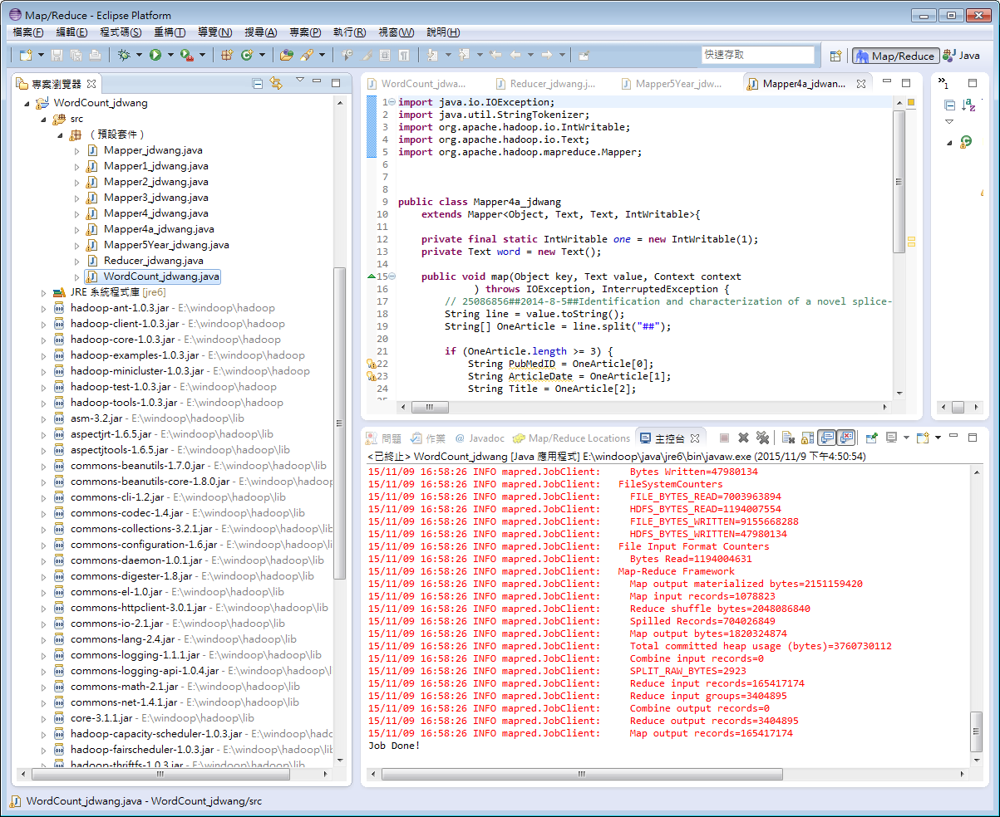 Map/Reduce - Eclipse Platform
檔案(F) 編輯(E) 程式碼(S) 重構(T) 導覽(N) 搜尋(A) 專案(P) 執行(R) 視窗(W) 說明(H)
快速存取 Map/Reduce Java
專案瀏覽器
WordCount_jdwang
src
(預設套件)
Mapper_jdwang.java
Mapper1_jdwang.java
Mapper2_jdwang.java
Mapper3_jdwang.java
Mapper4_jdwang.java
Mapper4a_jdwang.java
Mapper5Year_jdwang.java
Reducer_jdwang.java
WordCount_jdwang.java
JRE 系統程式庫 [jre6]
hadoop-ant-1.0.3.jar - E:\windoop\hadoop
hadoop-client-1.0.3.jar - E:\windoop\hadoop
hadoop-core-1.0.3.jar - E:\windoop\hadoop
hadoop-examples-1.0.3.jar - E:\windoop\hadoop
hadoop-minicluster-1.0.3.jar - E:\windoop\hadoop
hadoop-test-1.0.3.jar - E:\windoop\hadoop
hadoop-tools-1.0.3.jar - E:\windoop\hadoop
asm-3.2.jar - E:\windoop\hadoop\lib
aspectjrt-1.6.5.jar - E:\windoop\hadoop\lib
aspectjtools-1.6.5.jar - E:\windoop\hadoop\lib
commons-beanutils-1.7.0.jar - E:\windoop\hadoop\lib
commons-beanutils-core-1.8.0.jar - E:\windoop\hado
commons-cli-1.2.jar - E:\windoop\hadoop\lib
commons-codec-1.4.jar - E:\windoop\hadoop\lib
commons-collections-3.2.1.jar - E:\windoop\hadoop\lib
commons-configuration-1.6.jar - E:\windoop\hadoop\li
commons-daemon-1.0.1.jar - E:\windoop\hadoop\lib
commons-digester-1.8.jar - E:\windoop\hadoop\lib
commons-el-1.0.jar - E:\windoop\hadoop\lib
commons-httpclient-3.0.1.jar - E:\windoop\hadoop\lib
commons-io-2.1.jar - E:\windoop\hadoop\lib
commons-lang-2.4.jar - E:\windoop\hadoop\lib
commons-logging-1.1.1.jar - E:\windoop\hadoop\lib
commons-logging-api-1.0.4.jar - E:\windoop\hadoop\l
commons-math-2.1.jar - E:\windoop\hadoop\lib
commons-net-1.4.1.jar - E:\windoop\hadoop\lib
core-3.1.1.jar - E:\windoop\hadoop\lib
hadoop-capacity-scheduler-1.0.3.jar - E:\windoop\hadc
hadoop-fairscheduler-1.0.3.jar - E:\windoop\hadoop\lib
hadoop-thriftfs-1.0.3.jar - E:\windoop\hadoop\lib
WordCount_jdwa... Reducer_jdwang.j... Mapper5Year_jdw... Mapper4a_jdwan... »1
1 import java.io.IOException;
2 import java.util.StringTokenizer;
3 import org.apache.hadoop.io.IntWritable;
4 import org.apache.hadoop.io.Text;
5 import org.apache.hadoop.mapreduce.Mapper;
6
7
8
9 public class Mapper4a_jdwang
10 extends Mapper<Object, Text, Text, IntWritable>{
11
12 private final static IntWritable one = new IntWritable(1);
13 private Text word = new Text();
14
15 public void map(Object key, Text value, Context context
16 ) throws IOException, InterruptedException {
17 // 25086856##2014-8-5##Identification and characterization of a novel splice-
18 String line = value.toString();
19 String[] OneArticle = line.split("##");
20
21 if (OneArticle.length >= 3) {
22 String PubMedID = OneArticle[0];
23 String ArticleDate = OneArticle[1];
24 String Title = OneArticle[2];
25
問題 作業 @ Javadoc Map/Reduce Locations 主控台
<已終止> WordCount_jdwang [Java 應用程式] E:\windoop\java\jre6\bin\javaw.exe (2015/11/9 下午4:50:54)
15/11/09 16:58:26 INFO mapred.JobClient: Bytes Written=47980134
15/11/09 16:58:26 INFO mapred.JobClient: FileSystemCounters
15/11/09 16:58:26 INFO mapred.JobClient: FILE_BYTES_READ=7003963894
15/11/09 16:58:26 INFO mapred.JobClient: HDFS_BYTES_READ=1194007554
15/11/09 16:58:26 INFO mapred.JobClient: FILE_BYTES_WRITTEN=9155668288
15/11/09 16:58:26 INFO mapred.JobClient: HDFS_BYTES_WRITTEN=47980134
15/11/09 16:58:26 INFO mapred.JobClient: File Input Format Counters
15/11/09 16:58:26 INFO mapred.JobClient: Bytes Read=1194004631
15/11/09 16:58:26 INFO mapred.JobClient: Map-Reduce Framework
15/11/09 16:58:26 INFO mapred.JobClient: Map output materialized bytes=2151159420
15/11/09 16:58:26 INFO mapred.JobClient: Map input records=1078823
15/11/09 16:58:26 INFO mapred.JobClient: Reduce shuffle bytes=2048086840
15/11/09 16:58:26 INFO mapred.JobClient: Spilled Records=704026849
15/11/09 16:58:26 INFO mapred.JobClient: Map output bytes=1820324874
15/11/09 16:58:26 INFO mapred.JobClient: Total committed heap usage (bytes)=3760730112
15/11/09 16:58:26 INFO mapred.JobClient: Combine input records=0
15/11/09 16:58:26 INFO mapred.JobClient: SPLIT_RAW_BYTES=2923
15/11/09 16:58:26 INFO mapred.JobClient: Reduce input records=165417174
15/11/09 16:58:26 INFO mapred.JobClient: Reduce input groups=3404895
15/11/09 16:58:26 INFO mapred.JobClient: Combine output records=0
15/11/09 16:58:26 INFO mapred.JobClient: Reduce output records=3404895
15/11/09 16:58:26 INFO mapred.JobClient: Map output records=165417174
Job Done!
WordCount_jdwang.java - WordCount_jdwang/src